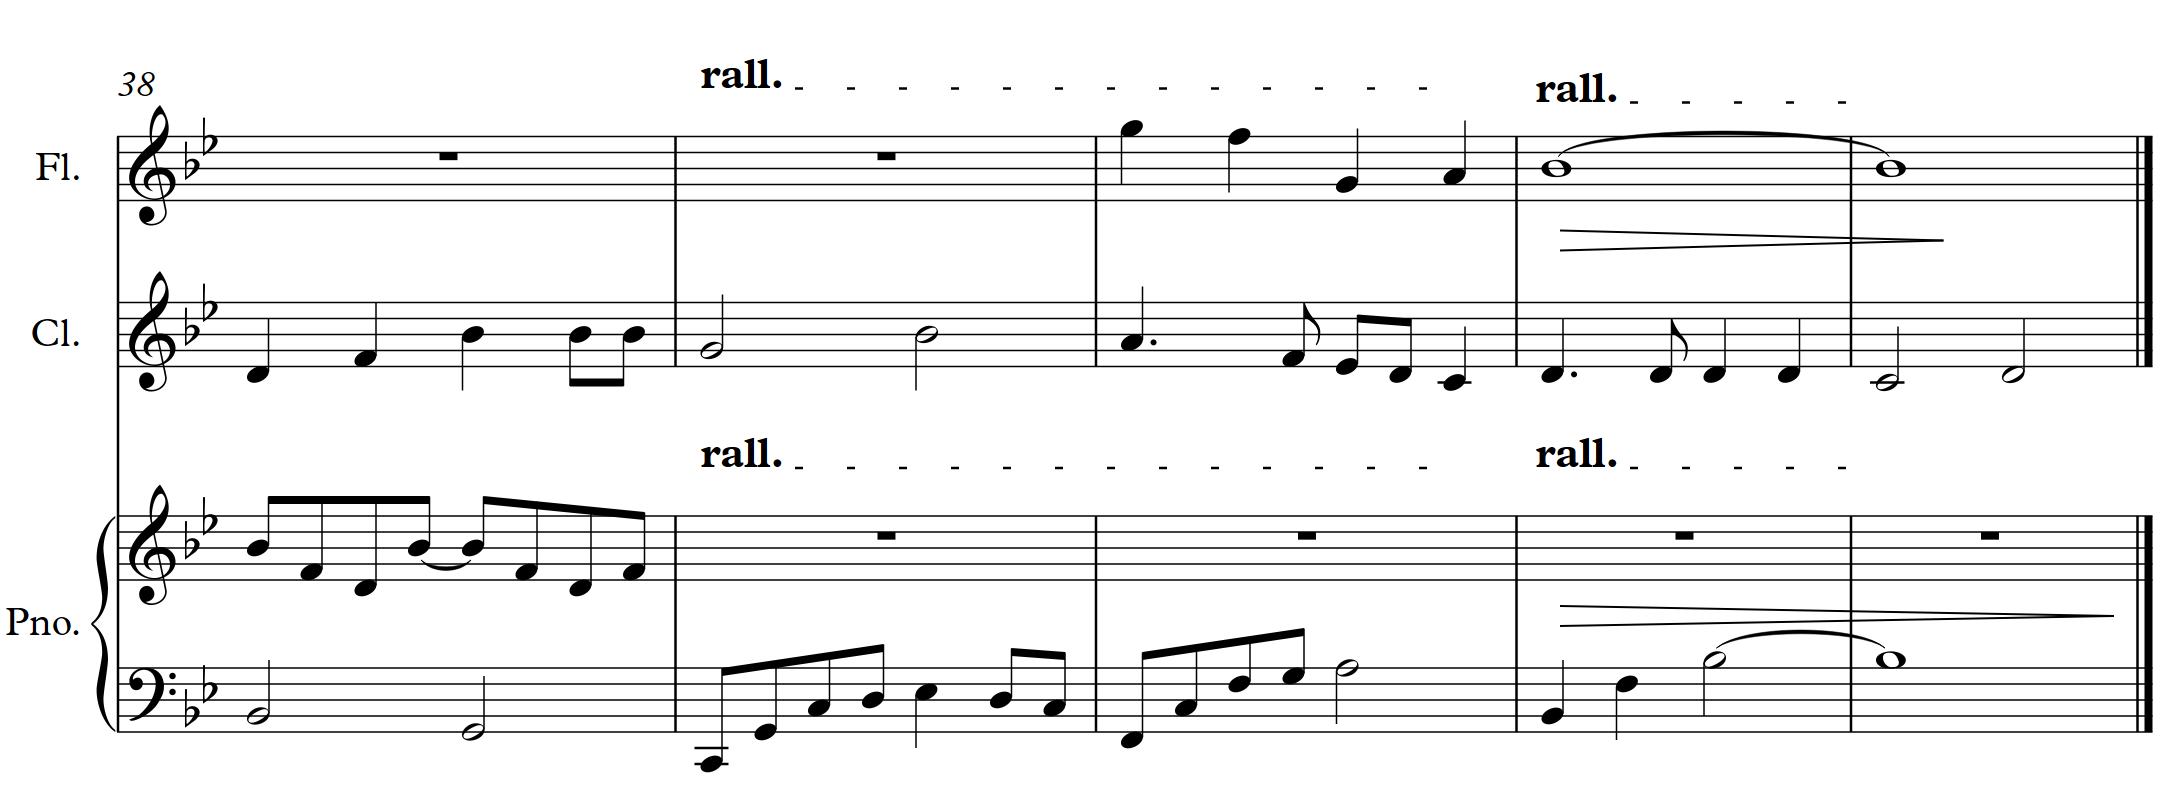 38
rall. - - - - - - - - - - - - -
rall. - - - - -
Fl.
Cl.
rall. - - - - - - - - - - - - -
rall. - - - - -
Pno.